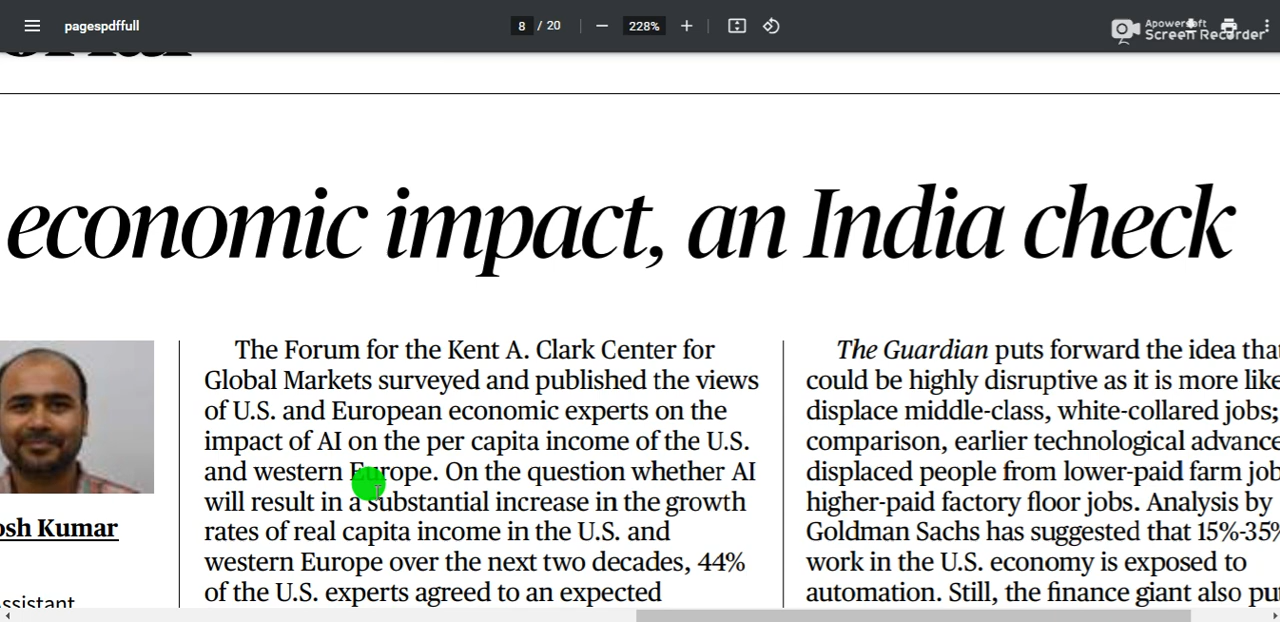 pagespdffull
8 / 20
228%
Apowersoft
Screen Recorder
economic impact, an India check
osh Kumar
ssistant
The Forum for the Kent A. Clark Center for
Global Markets surveyed and published the views
of U.S. and European economic experts on the
impact of AI on the per capita income of the U.S.
and western Europe. On the question whether AI
will result in a substantial increase in the growth
rates of real capita income in the U.S. and
western Europe over the next two decades, 44%
of the U.S. experts agreed to an expected
The Guardian puts forward the idea that
could be highly disruptive as it is more like
displace middle-class, white-collared jobs;
comparison, earlier technological advance
displaced people from lower-paid farm job
higher-paid factory floor jobs. Analysis by
Goldman Sachs has suggested that 15%-35%
work in the U.S. economy is exposed to
automation. Still, the finance giant also pu